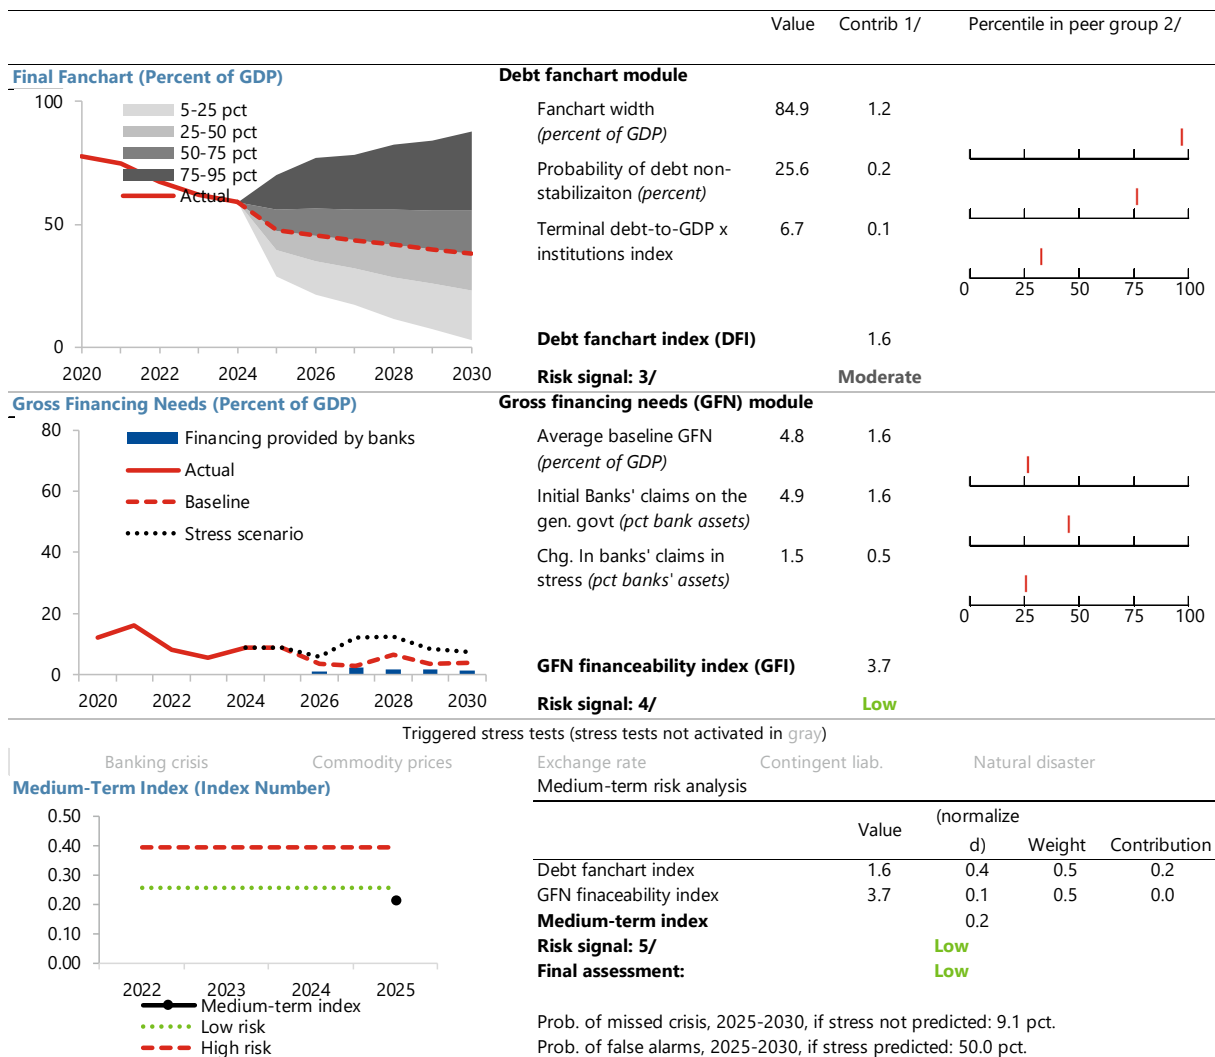 Value Contrib 1/ Percentile in peer group 2/
Final Fanchart (Percent of GDP)
100
5-25 pct
25-50 pct
50-75 pct
75-95 pct
Actual
50
0
2020 2022 2024 2026 2028 2030
Debt fanchart module
Fanchart width 84.9 1.2
(percent of GDP)
Probability of debt non- 25.6 0.2
stabilizaiton (percent)
Terminal debt-to-GDP x 6.7 0.1
institutions index
0 25 50 75 100
Debt fanchart index (DFI) 1.6
Risk signal: 3/ Moderate
Gross Financing Needs (Percent of GDP)
80
Financing provided by banks
Actual
60
Baseline
Stress scenario
40
20
0
2020 2022 2024 2026 2028 2030
Gross financing needs (GFN) module
Average baseline GFN 4.8 1.6
(percent of GDP)
Initial Banks' claims on the 4.9 1.6
gen. govt (pct bank assets)
Chg. In banks' claims in 1.5 0.5
stress (pct banks' assets)
0 25 50 75 100
GFN financeability index (GFI) 3.7
Risk signal: 4/ Low
Triggered stress tests (stress tests not activated in gray)
Banking crisis Commodity prices Exchange rate Contingent liab. Natural disaster
Medium-Term Index (Index Number)
0.50
0.40
0.30
0.20
0.10
0.00
2022 2023 2024 2025
Medium-term index
Low risk
High risk
Medium-term risk analysis
Value (normalize
d) Weight Contribution
Debt fanchart index 1.6 0.4 0.5 0.2
GFN finaceability index 3.7 0.1 0.5 0.0
Medium-term index 0.2
Risk signal: 5/ Low
Final assessment: Low
Prob. of missed crisis, 2025-2030, if stress not predicted: 9.1 pct.
Prob. of false alarms, 2025-2030, if stress predicted: 50.0 pct.